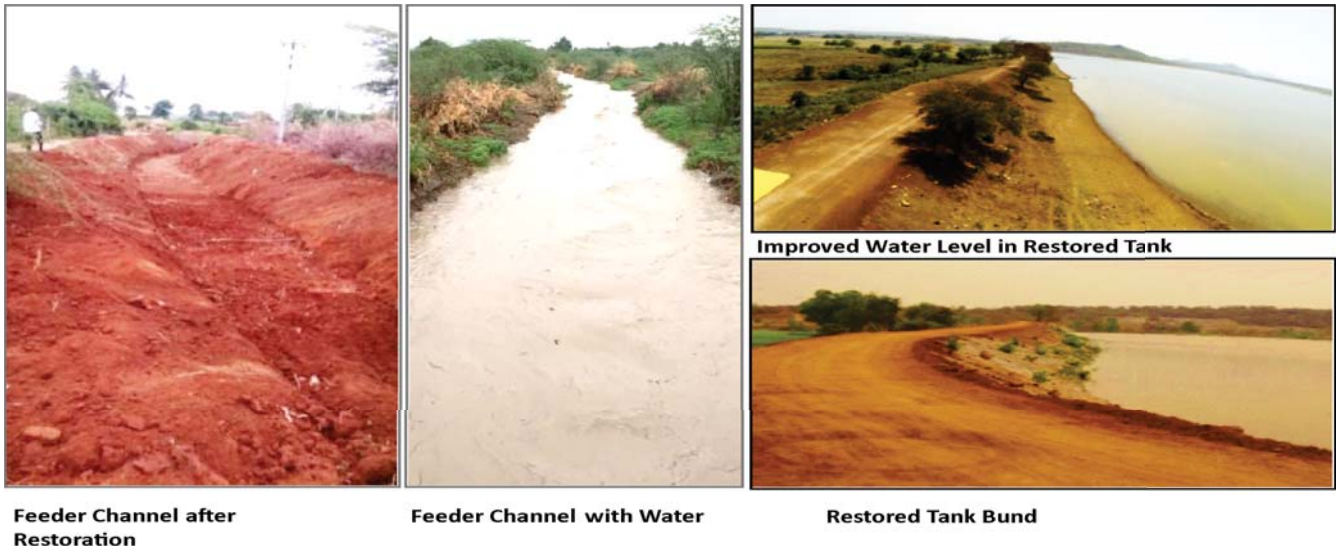 Improved Water Level in Restored Tank
Feeder Channel after
Restoration
Feeder Channel with Water
Restored Tank Bund